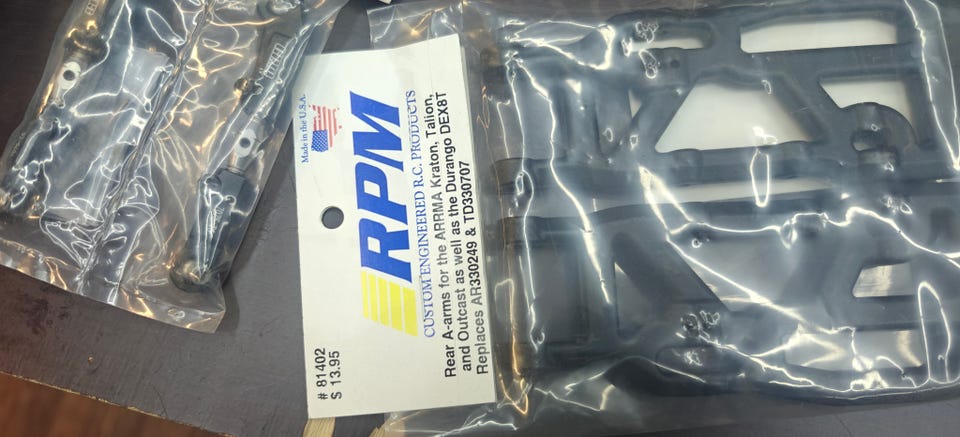 Made in the U.S.A.
RPM
CUSTOM ENGINEERED R.C. PRODUCTS
Rear A-arms for the ARRMA Kraton, Talion,
and Outcast as well as the Durango DEX8T
Replaces AR330249 & TD330707
# 81402
$ 13.95